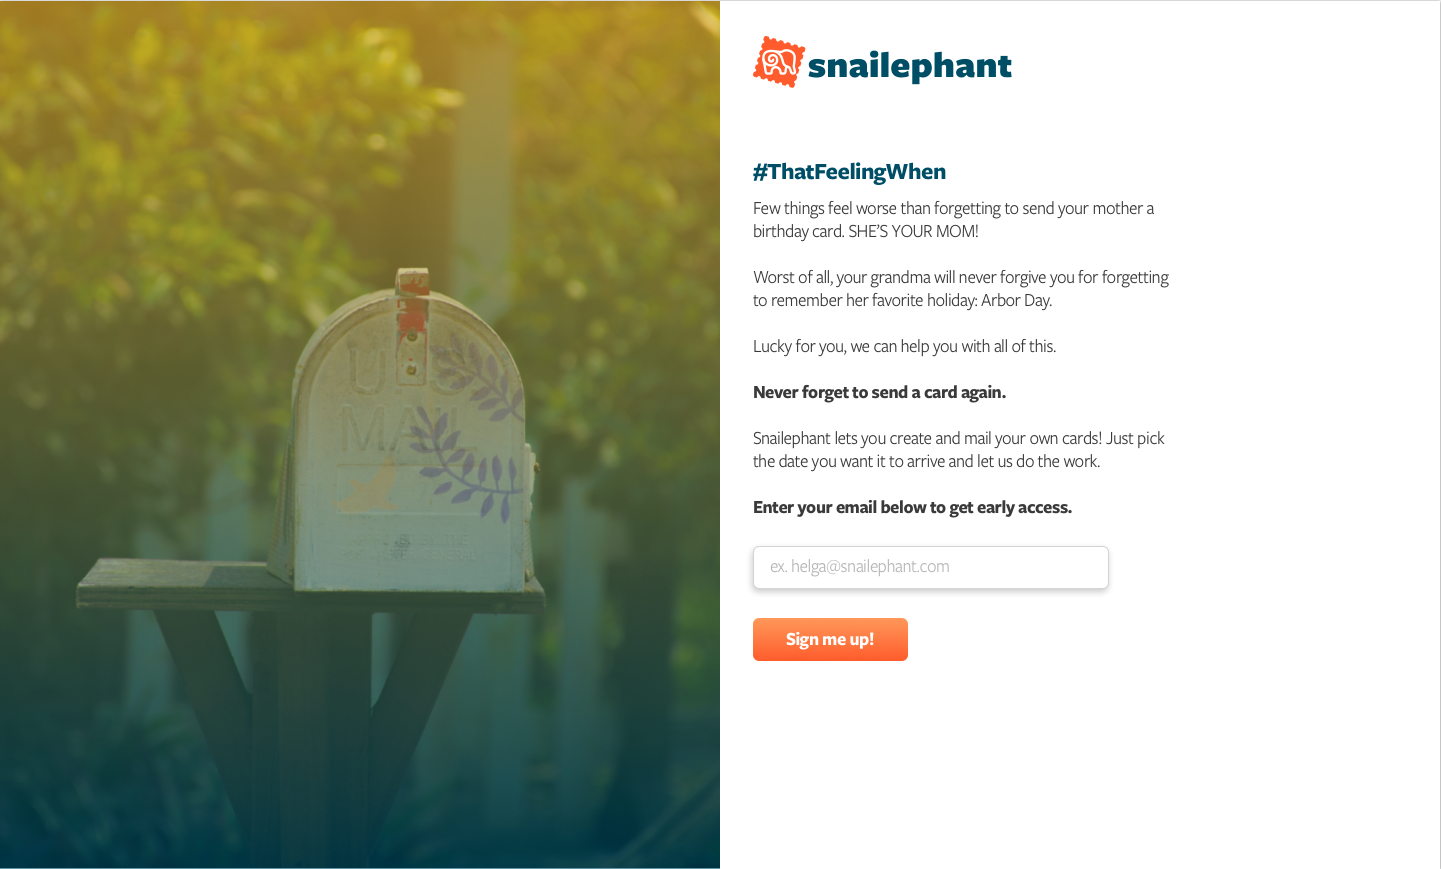 snailephant
#ThatFeelingWhen
Few things feel worse than forgetting to send your mother a
birthday card. SHE'S YOUR MOM!
Worst of all, your grandma will never forgive you for forgetting
to remember her favorite holiday: Arbor Day.
Lucky for you, we can help you with all of this.
Never forget to send a card again.
Snailephant lets you create and mail your own cards! Just pick
the date you want it to arrive and let us do the work.
Enter your email below to get early access.
ex. helga@snailephant.com
Sign me up!
U.S.
MAIL